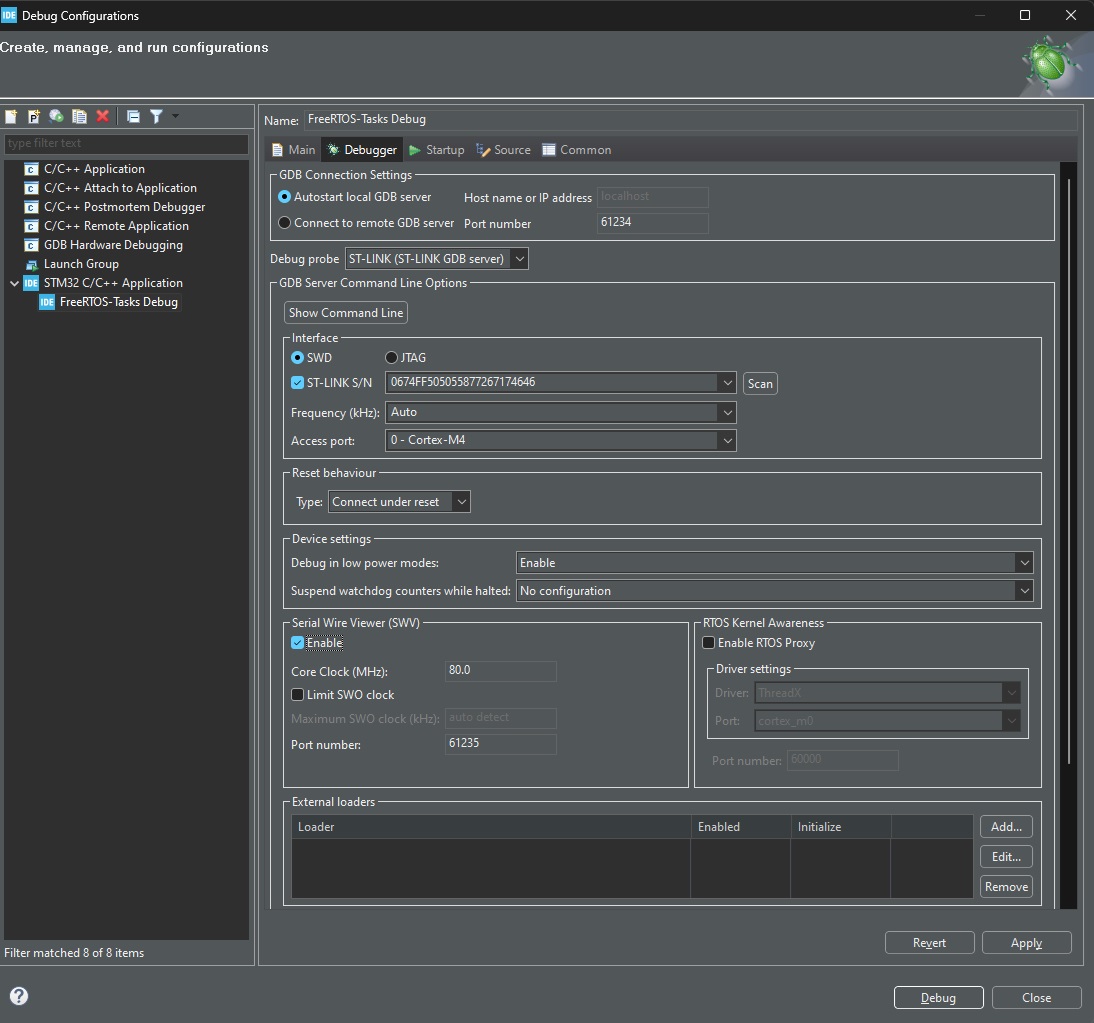 IDE Debug Configurations
Create, manage, and run configurations
type filter text
C/C++ Application
C/C++ Attach to Application
C/C++ Postmortem Debugger
C/C++ Remote Application
GDB Hardware Debugging
Launch Group
IDE STM32 C/C++ Application
IDE FreeRTOS-Tasks Debug
Filter matched 8 of 8 items
Name: FreeRTOS-Tasks Debug
Main Debugger Startup Source Common
GDB Connection Settings
Autostart local GDB server Host name or IP address localhost
Connect to remote GDB server Port number 61234
Debug probe ST-LINK (ST-LINK GDB server)
GDB Server Command Line Options
Show Command Line
Interface
SWD JTAG
ST-LINK S/N 0674FF505055877267174646 Scan
Frequency (kHz): Auto
Access port: 0 - Cortex-M4
Reset behaviour
Type: Connect under reset
Device settings
Debug in low power modes: Enable
Suspend watchdog counters while halted: No configuration
Serial Wire Viewer (SWV)
Enable
Core Clock (MHz): 80.0
Limit SWO clock
Maximum SWO clock (kHz): auto detect
Port number: 61235
RTOS Kernel Awareness
Enable RTOS Proxy
Driver settings
Driver: ThreadX
Port: cortex_m0
Port number: 60000
External loaders
Loader Enabled Initialize
Add...
Edit...
Remove
Revert Apply
Debug Close